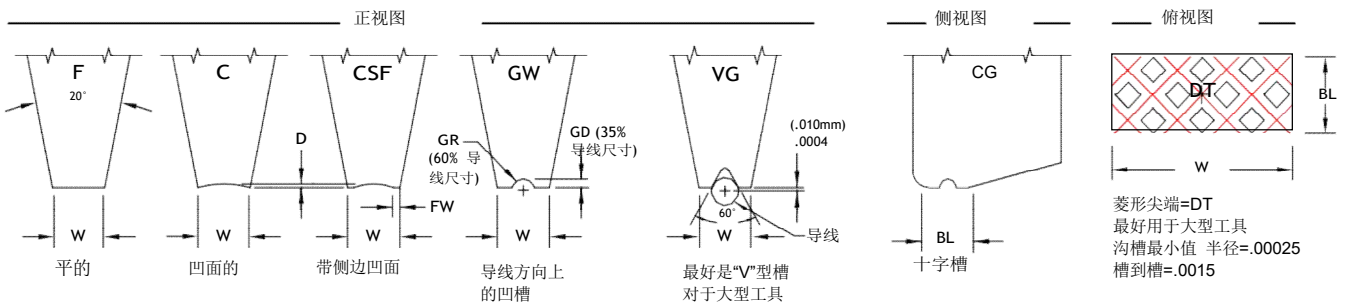 正视图
侧视图
俯视图
F
20°
W
平的
C
D
W
凹面的
CSF
FW
W
带侧边凹面
GW
GR
(60% 导
线尺寸)
GD (35%
导线尺寸)
W
导线方向上
的凹槽
VG
(.010mm)
.0004
60°
导线
W
最好是“V”型槽
对于大型工具
CG
BL
十字槽
DT
BL
W
菱形尖端=DT
最好用于大型工具
沟槽最小值 半径=.00025
槽到槽=.0015